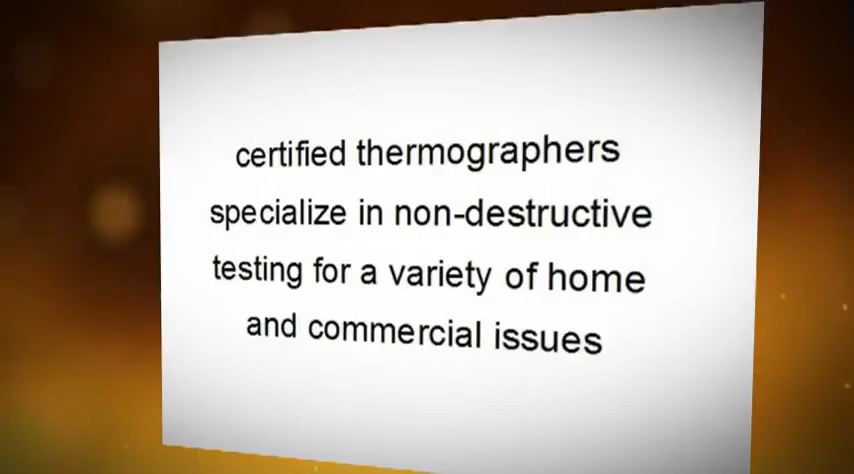 certified thermographers
specialize in non-destructive
testing for a variety of home
and commercial issues